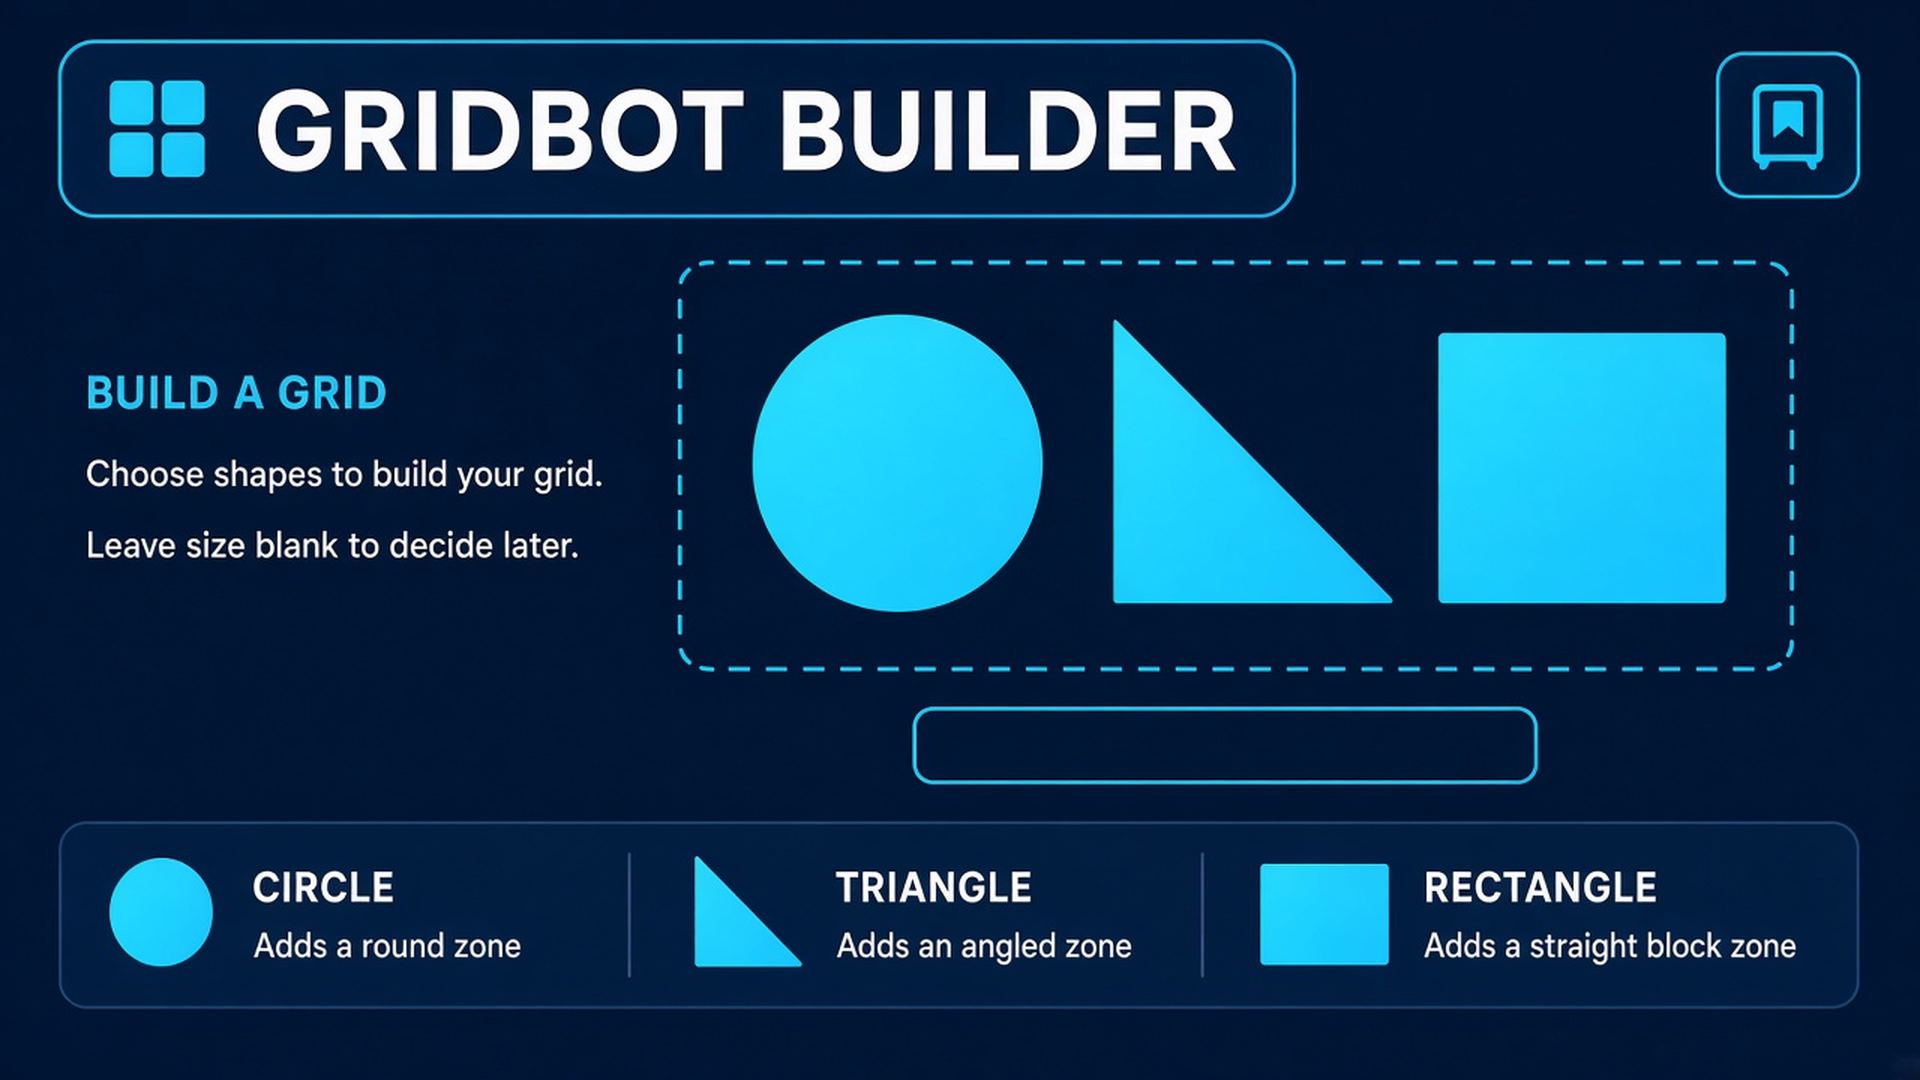 GRIDBOT BUILDER
BUILD A GRID
Choose shapes to build your grid.
Leave size blank to decide later.
CIRCLE
Adds a round zone
TRIANGLE
Adds an angled zone
RECTANGLE
Adds a straight block zone